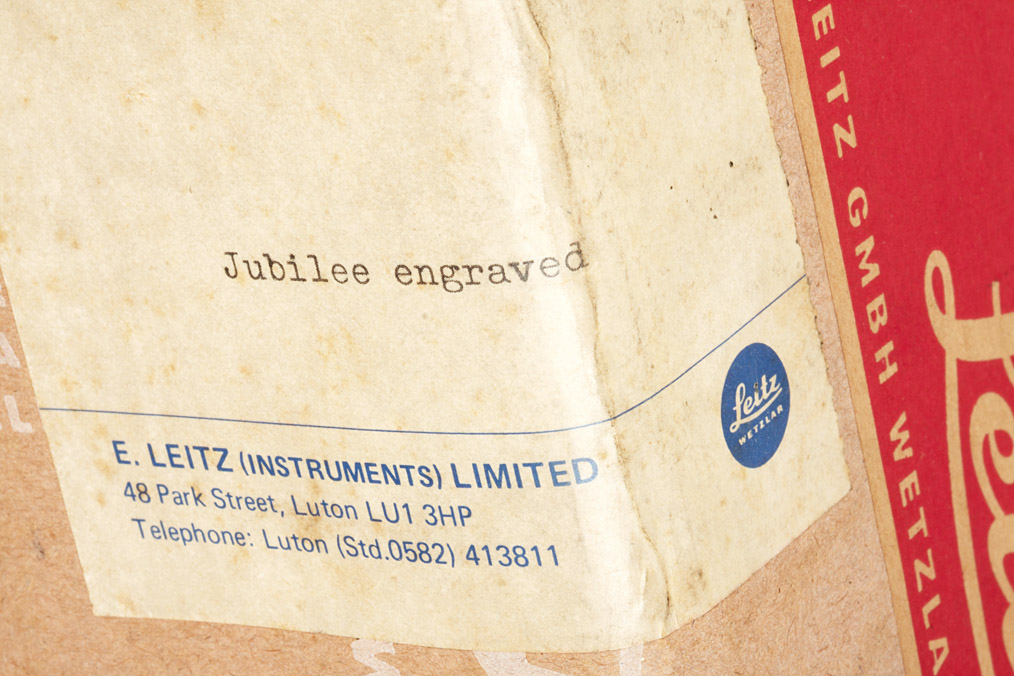 Jubilee engraved
E. LEITZ (INSTRUMENTS) LIMITED
48 Park Street, Luton LU1 3HP
Telephone: Luton (Std.0582) 413811
Leitz
WETZLAR
LEITZ GMBH WETZLA